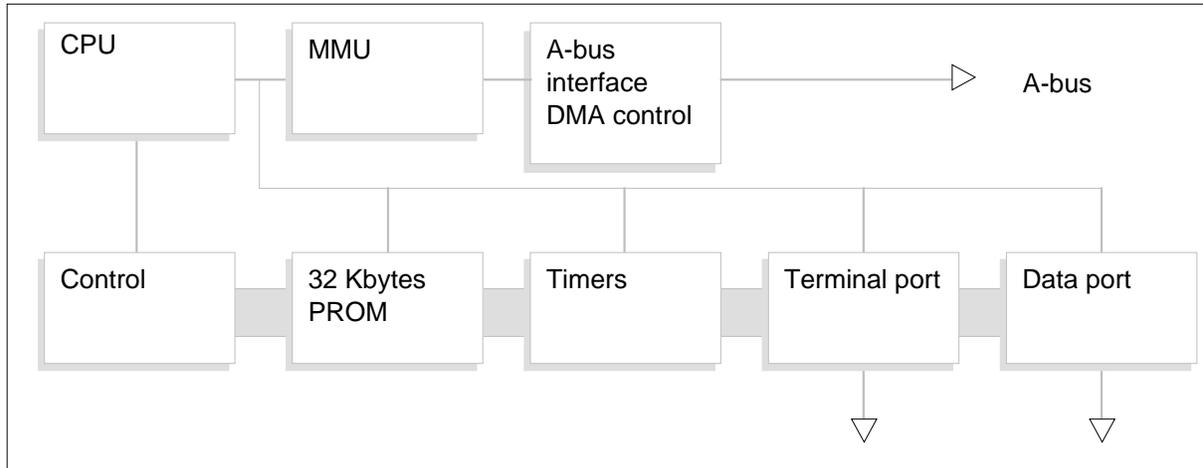 CPU
MMU
A-bus
interface
DMA control
A-bus
Control
32 Kbytes
PROM
Timers
Terminal port
Data port